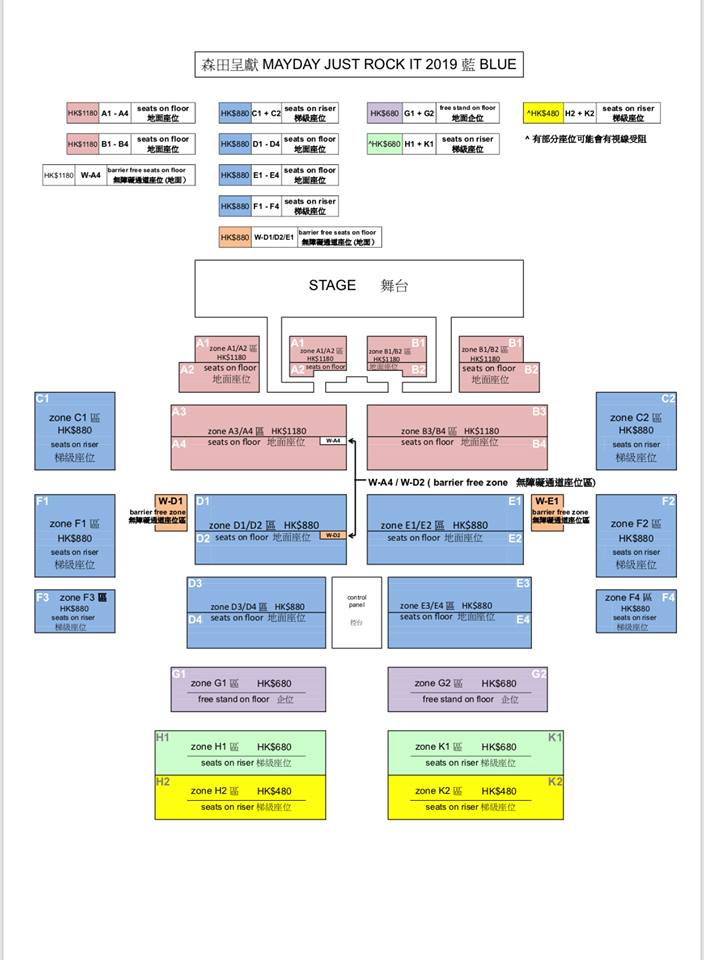 森田呈獻 MAYDAY JUST ROCK IT 2019 藍 BLUE
HK$1180 A1 - A4 seats on floor
地面座位
HK$880 C1 + C2 seats on riser
梯級座位
HK$680 G1 + G2 free stand on floor
地面企位
^HK$480 H2 + K2 seats on riser
梯級座位
HK$1180 B1 - B4 seats on floor
地面座位
HK$880 D1 - D4 seats on floor
地面座位
^HK$680 H1 + K1 seats on riser
梯級座位
^ 有部分座位可能會有視線受阻
HK$1180 W-A4 barrier free seats on floor
無障礙通道座位 (地面 )
HK$880 E1 - E4 seats on floor
地面座位
HK$880 F1 - F4 seats on riser
梯級座位
HK$880 W-D1/D2/E1 barrier free seats on floor
無障礙通道座位 (地面 )
STAGE 舞台
A1
zone A1/A2 區
HK$1180
A2 seats on floor
地面座位
A1
zone A1/A2 區
HK$1180
A2 seats on floor
地面座位
B1
zone B1/B2 區
HK$1180
地面座位 B2
B1
zone B1/B2 區
HK$1180
seats on floor B2
地面座位
C1
zone C1 區
HK$880
seats on riser
梯級座位
A3
zone A3/A4 區 HK$1180
A4 seats on floor 地面座位 W-A4
B3
zone B3/B4 區 HK$1180
seats on floor 地面座位 B4
C2
zone C2 區
HK$880
seats on riser
梯級座位
W-A4 / W-D2 ( barrier free zone 無障礙通道座位區)
F1
zone F1 區
HK$880
seats on riser
梯級座位
W-D1
barrier free zone
無障礙通道座位區
D1
zone D1/D2 區 HK$880
D2 seats on floor 地面座位 W-D2
E1
zone E1/E2 區 HK$880
seats on floor 地面座位 E2
W-E1
barrier free zone
無障礙通道座位區
F2
zone F2 區
HK$880
seats on riser
梯級座位
F3 zone F3 區
HK$880
seats on riser
梯級座位
D3
zone D3/D4 區 HK$880
D4 seats on floor 地面座位
control
panel
控台
E3
zone E3/E4 區 HK$880
seats on floor 地面座位 E4
zone F4 區 F4
HK$880
seats on riser
梯級座位
G1
zone G1 區 HK$680
free stand on floor 企位
G2
zone G2 區 HK$680
free stand on floor 企位
H1
zone H1 區 HK$680
seats on riser 梯級座位
K1
zone K1 區 HK$680
seats on riser 梯級座位
H2
zone H2 區 HK$480
seats on riser 梯級座位
K2
zone K2 區 HK$480
seats on riser 梯級座位